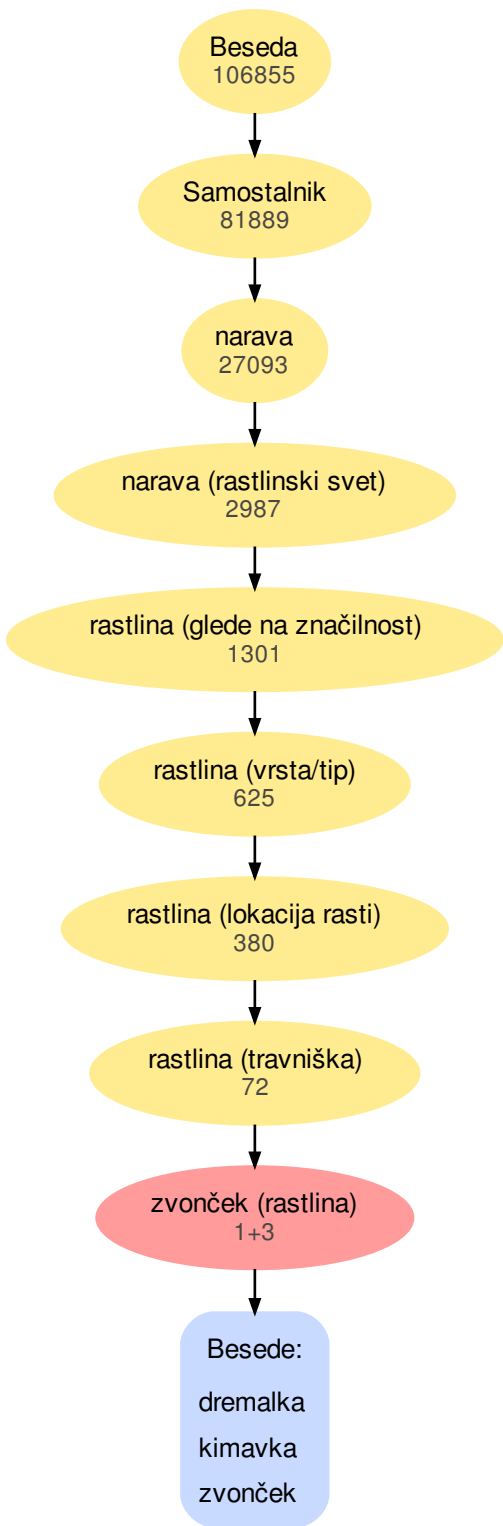 Beseda
106855
Samostalnik
81889
narava
27093
narava (rastlinski svet)
2987
rastlina (glede na značilnost)
1301
rastlina (vrsta/tip)
625
rastlina (lokacija rasti)
380
rastlina (travniška)
72
zvonček (rastlina)
1+3
Besede:
dremalka
kimavka
zvonček